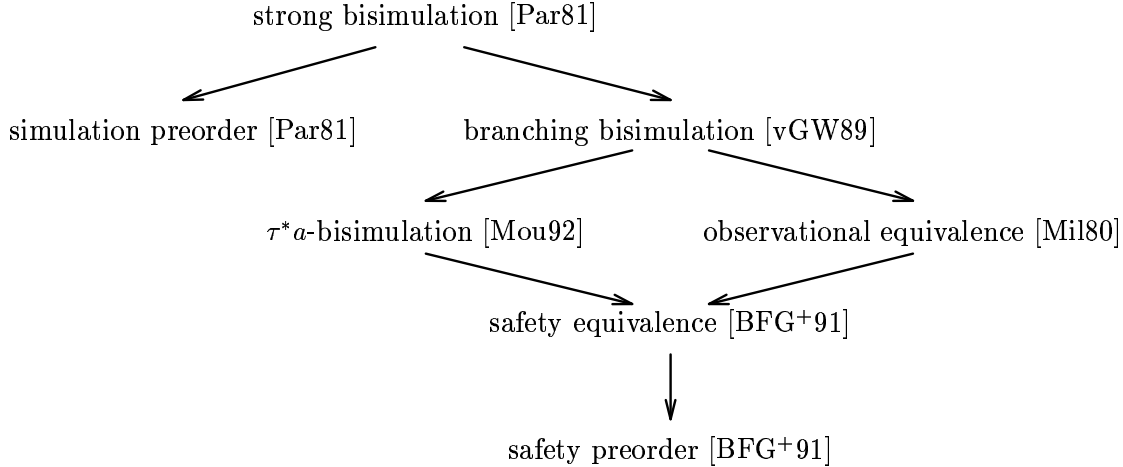 strong bisimulation [Par81]
simulation preorder [Par81] branching bisimulation [vGW89]
τ*a-bisimulation [Mou92] observational equivalence [Mil80]
safety equivalence [BFG+91]
safety preorder [BFG+91]